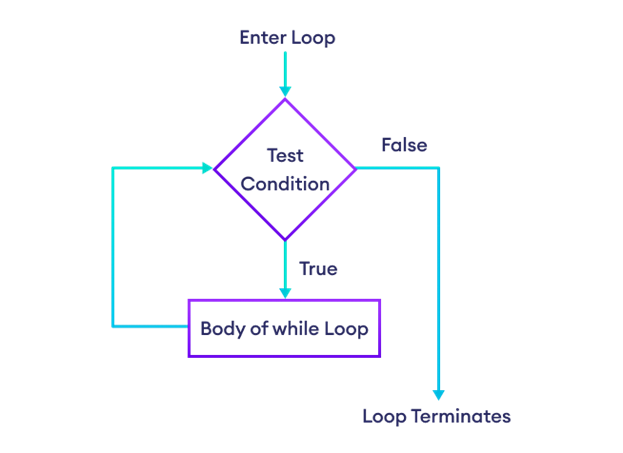 Enter Loop
Test
Condition
False
True
Body of while Loop
Loop Terminates